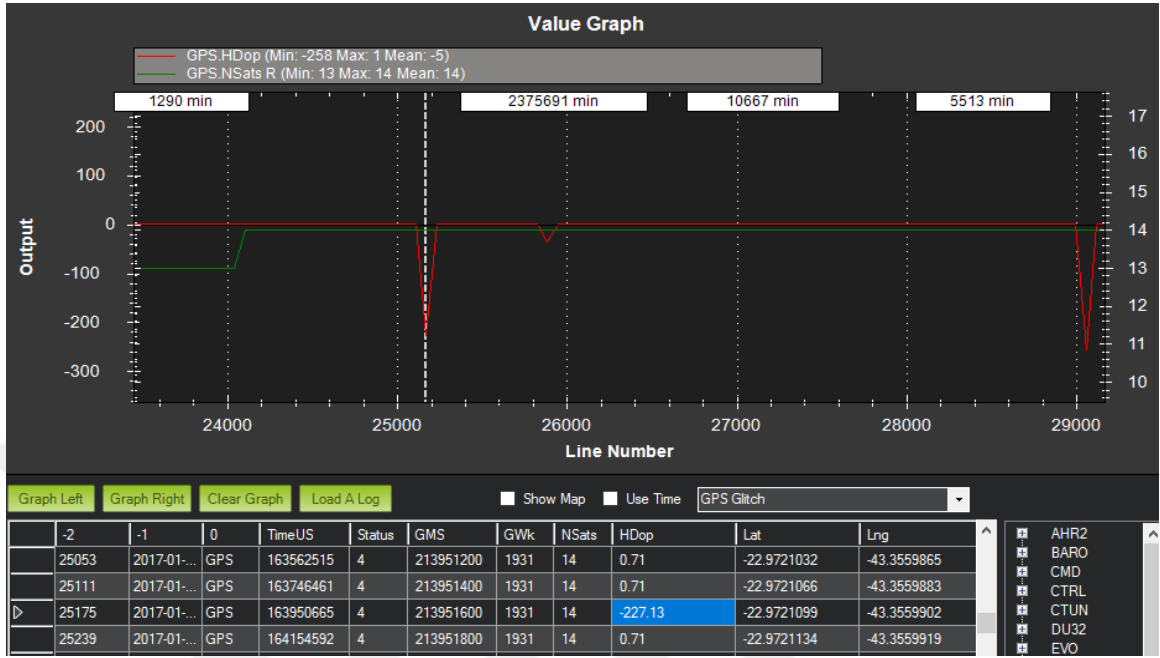 Value Graph
GPS.HDop (Min: -258 Max: 1 Mean: -5)
GPS.NSats R (Min: 13 Max: 14 Mean: 14)
1290 min 2375691 min 10667 min 5513 min
200 17
16
100 15
0 14
-100 13
-200 12
11
-300 10
Output
24000 25000 26000 27000 28000 29000
Line Number
Graph Left Graph Right Clear Graph Load A Log Show Map Use Time GPS Glitch
-2 -1 0 TimeUS Status GMS GWk NSats HDop Lat Lng
25053 2017-01-... GPS 163562515 4 213951200 1931 14 0.71 -22.9721032 -43.3559865
25111 2017-01-... GPS 163746461 4 213951400 1931 14 0.71 -22.9721066 -43.3559883
25175 2017-01-... GPS 163950665 4 213951600 1931 14 -227.13 -22.9721099 -43.3559902
25239 2017-01-... GPS 164154592 4 213951800 1931 14 0.71 -22.9721134 -43.3559919
AHR2
BARO
CMD
CTRL
CTUN
DU32
EVO